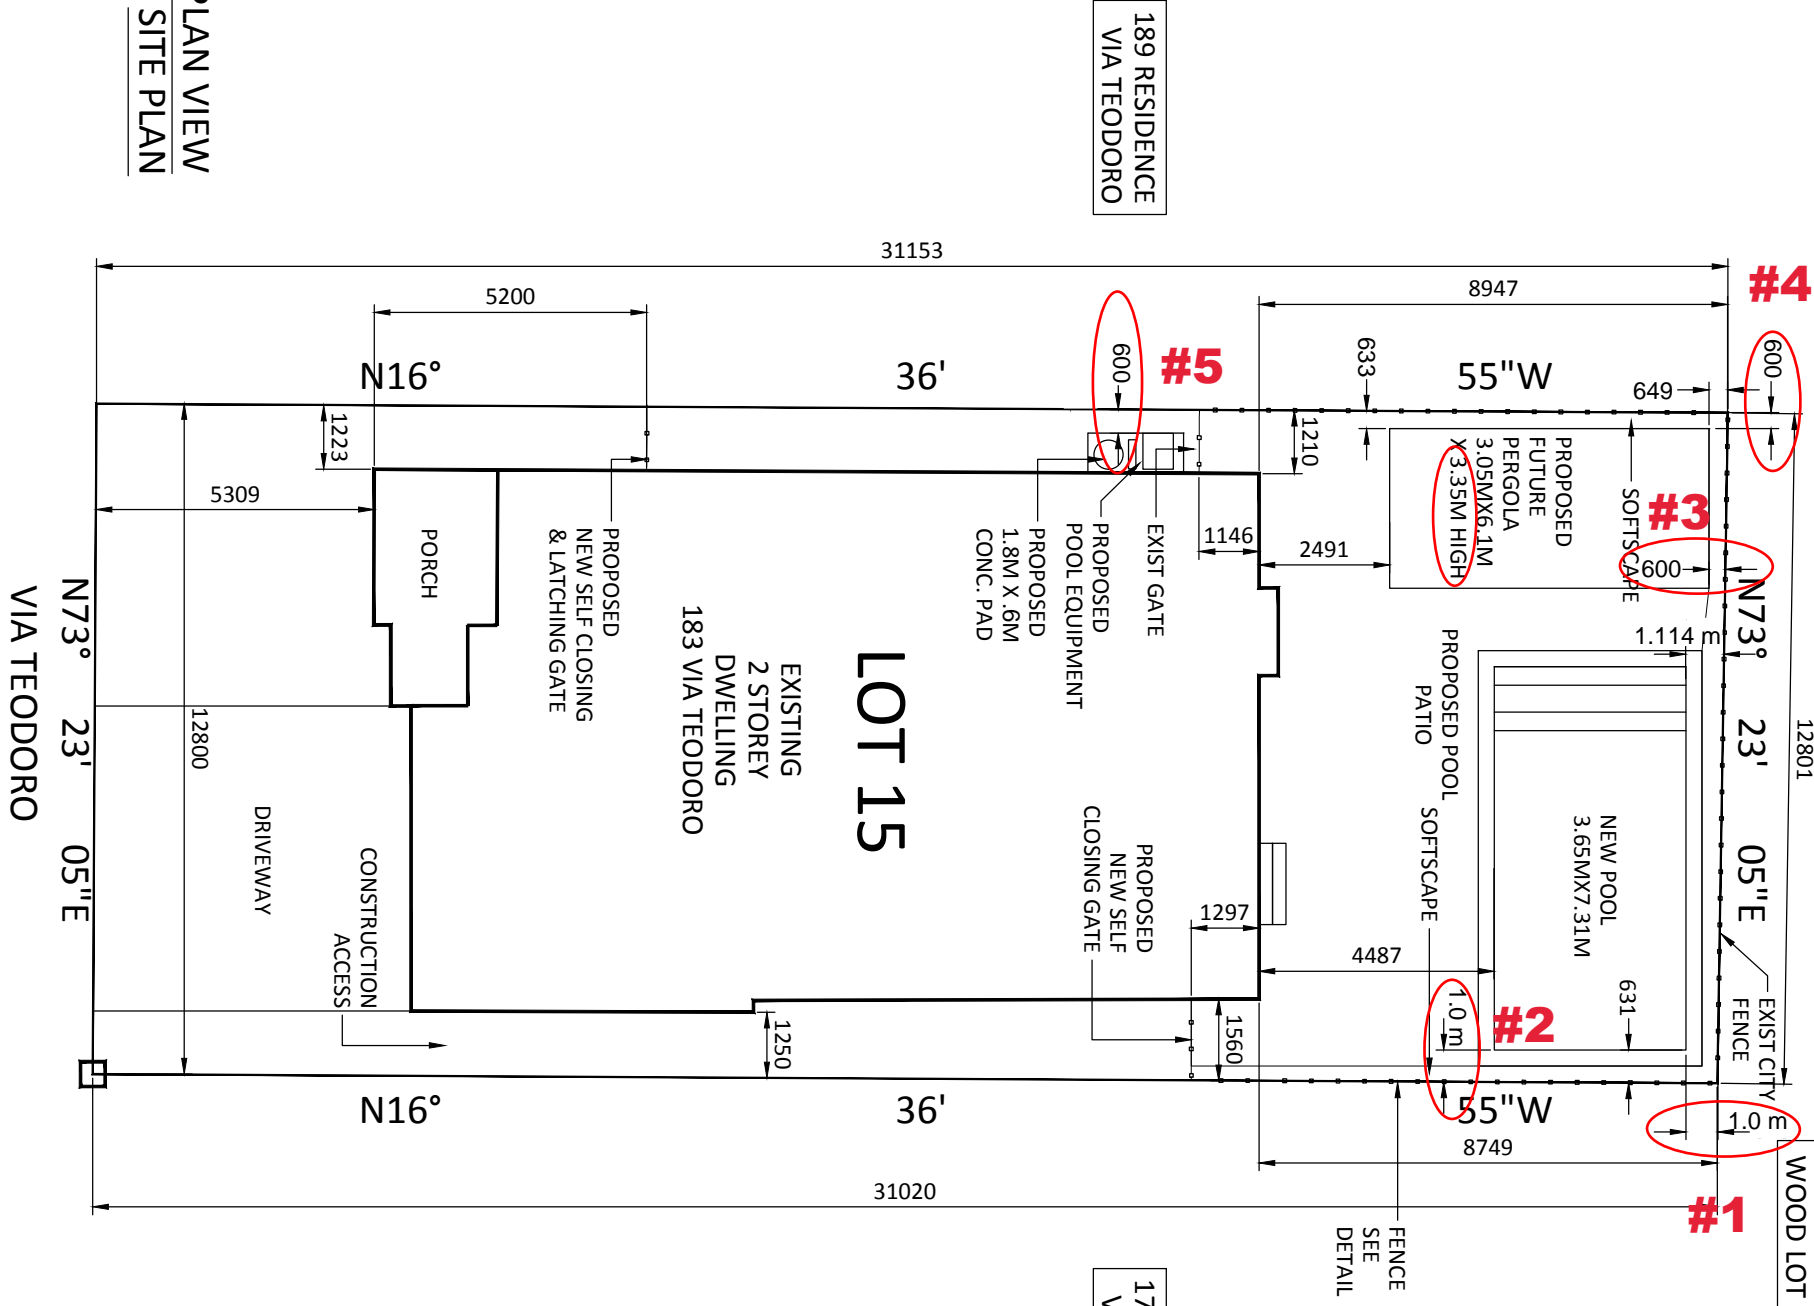 PLAN VIEW
SITE PLAN
189 RESIDENCE
VIA TEODORO
31153
5200
8947
#4
600
#5
600
633
649
N16°
36'
55"W
1223
1210
12801
5309
PORCH
PROPOSED
NEW SELF CLOSING
& LATCHING GATE
PROPOSED
1.8M X .6M
CONC. PAD
PROPOSED
POOL EQUIPMENT
EXIST GATE
1146
2491
PROPOSED
FUTURE
PERGOLA
3.05MX6.1M
X 3.35M HIGH
SOFTSCAPE
#3
600
1.114 m
N73°
23'
05"E
EXISTING
2 STOREY
DWELLING
183 VIA TEODORO
LOT 15
PROPOSED POOL
PATIO
NEW POOL
3.65MX7.31M
SOFTSCAPE
12800
N73°
23'
05"E
VIA TEODORO
DRIVEWAY
CONSTRUCTION
ACCESS
PROPOSED
NEW SELF
CLOSING GATE
1297
4487
1.0 m
#2
631
EXIST CITY
FENCE
1250
1560
N16°
36'
55"W
1.0 m
8749
31020
#1
FENCE
SEE
DETAIL
WOOD LOT
17